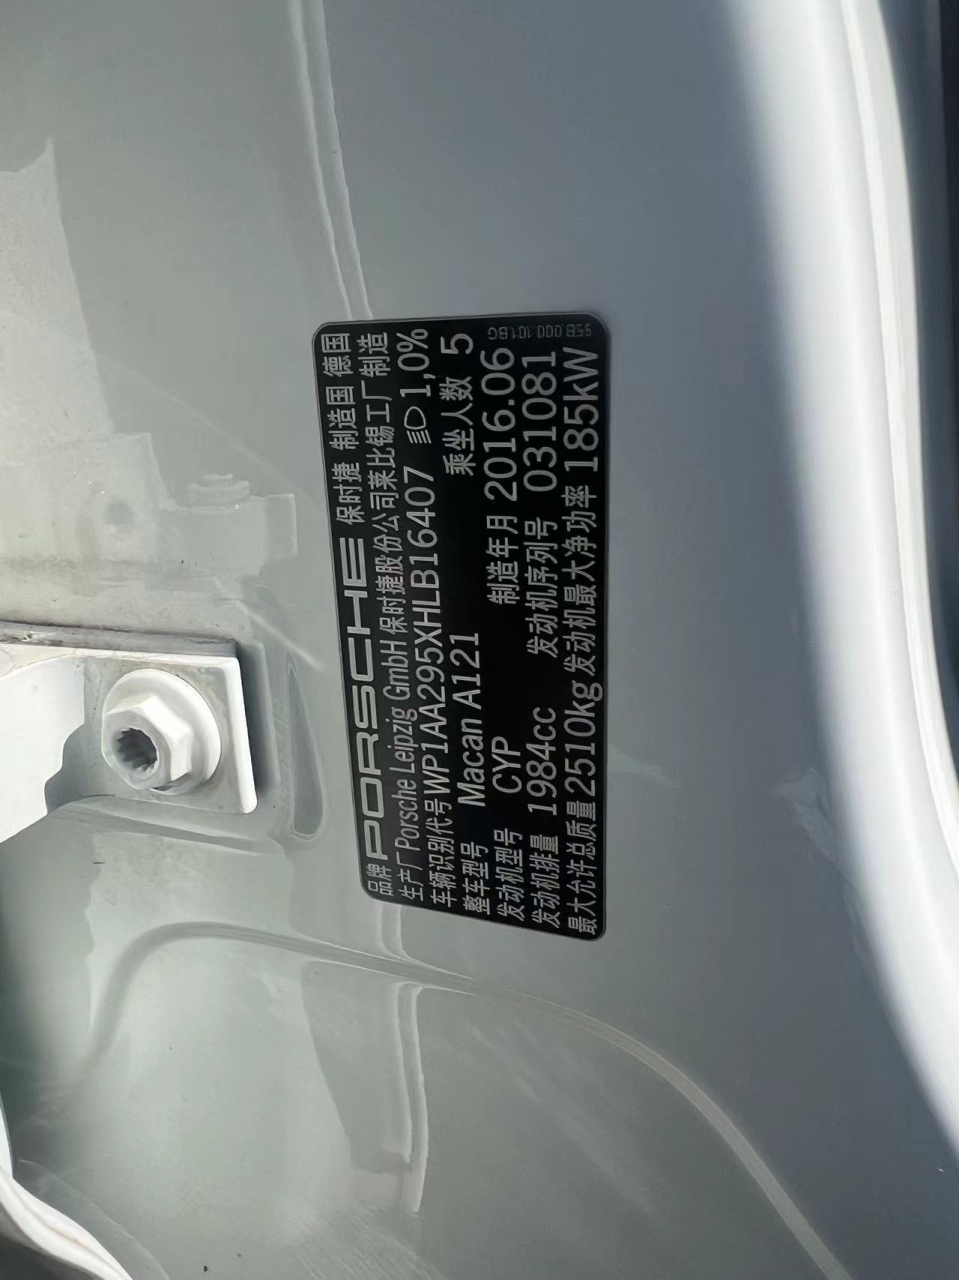 品牌 PORSCHE 保时捷 制造国 德国
生产厂 Porsche Leipzig GmbH 保时捷股份公司莱比锡工厂制造
车辆识别代号 WP1AA295XHLB16407 1,0%
整车型号 Macan A121 乘坐人数 5
发动机型号 CYP 制造年月 2016.06
发动机排量 1984cc 发动机序列号 031081
最大允许总质量 2510kg 发动机最大净功率 185kW
95B.000.101.BG